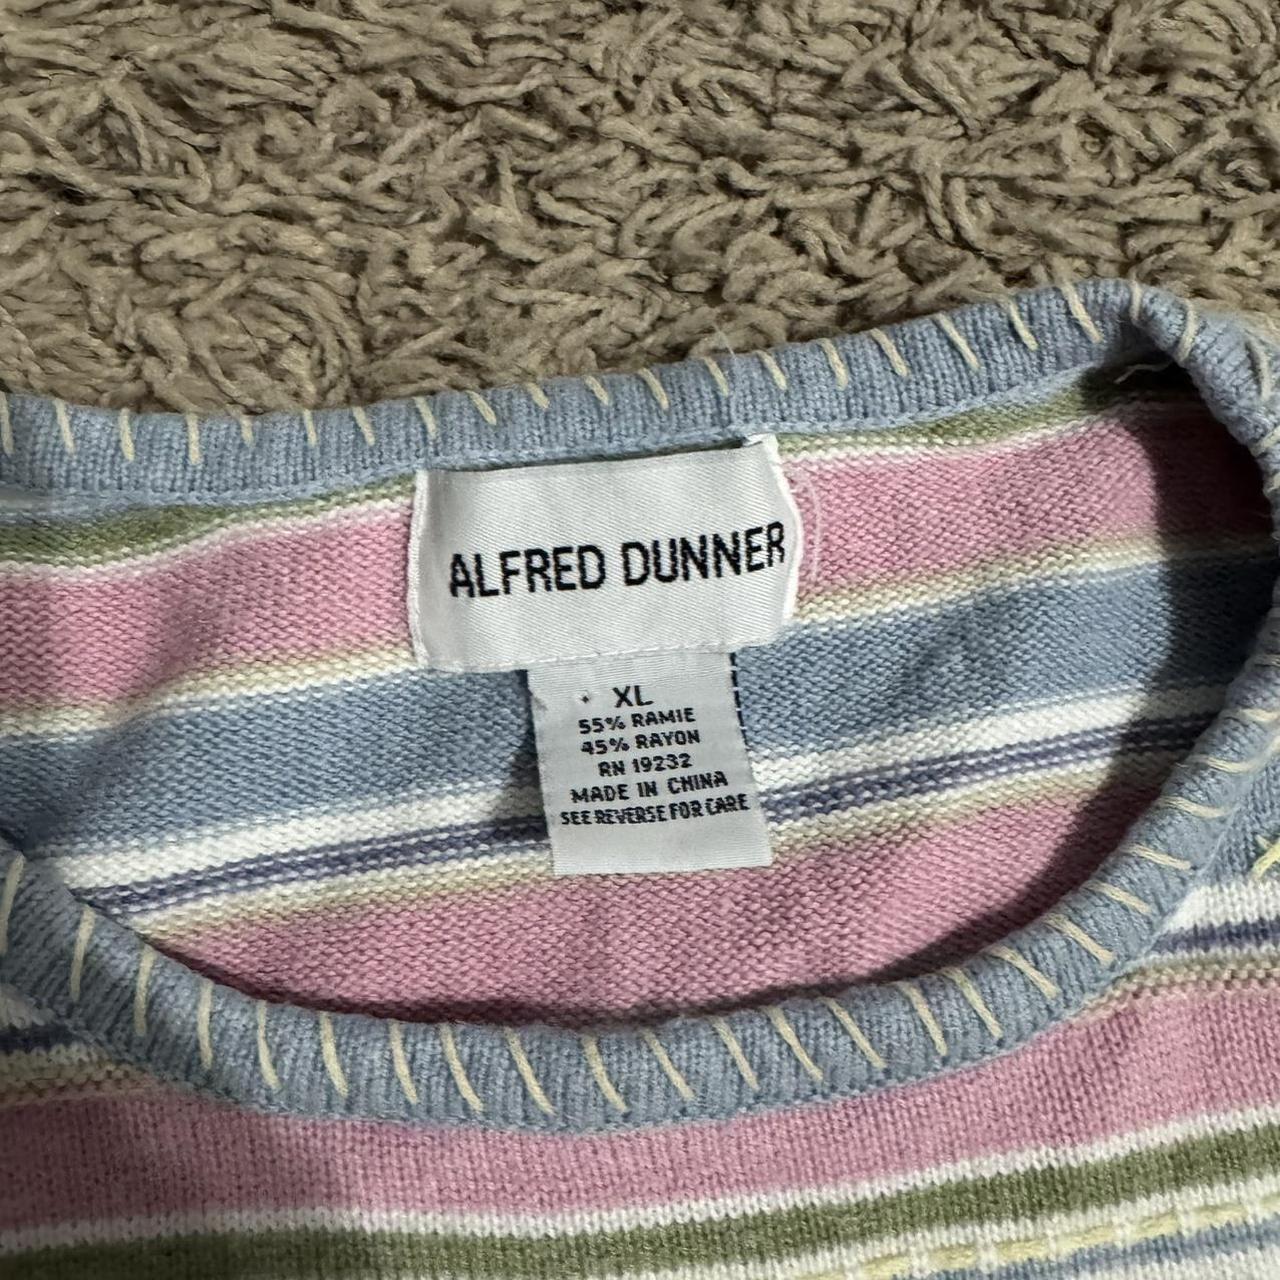 ALFRED DUNNER
XL
55% RAMIE
45% RAYON
RN 19232
MADE IN CHINA
SEE REVERSE FOR CARE